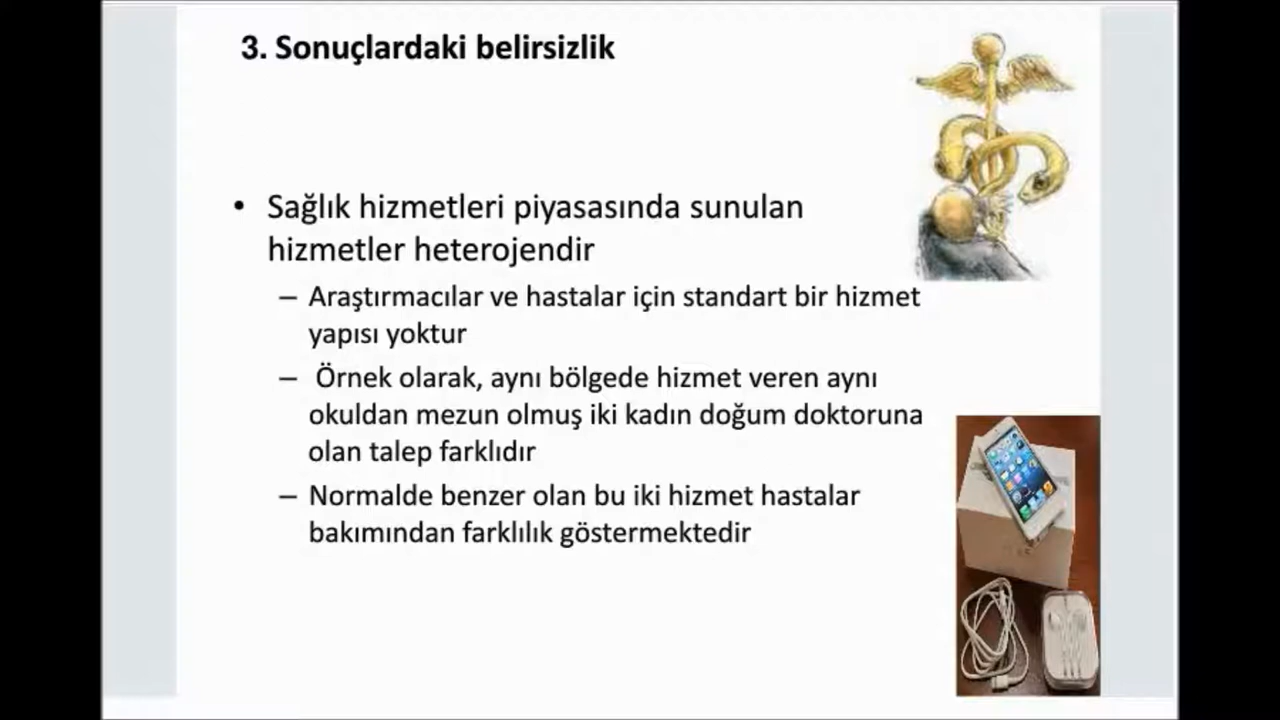 3. Sonuçlardaki belirsizlik
• Sağlık hizmetleri piyasasında sunulan
hizmetler heterojendir
– Araştırmacılar ve hastalar için standart bir hizmet
yapısı yoktur
– Örnek olarak, aynı bölgede hizmet veren aynı
okuldan mezun olmuş iki kadın doğum doktoruna
olan talep farklıdır
– Normalde benzer olan bu iki hizmet hastalar
bakımından farklılık göstermektedir